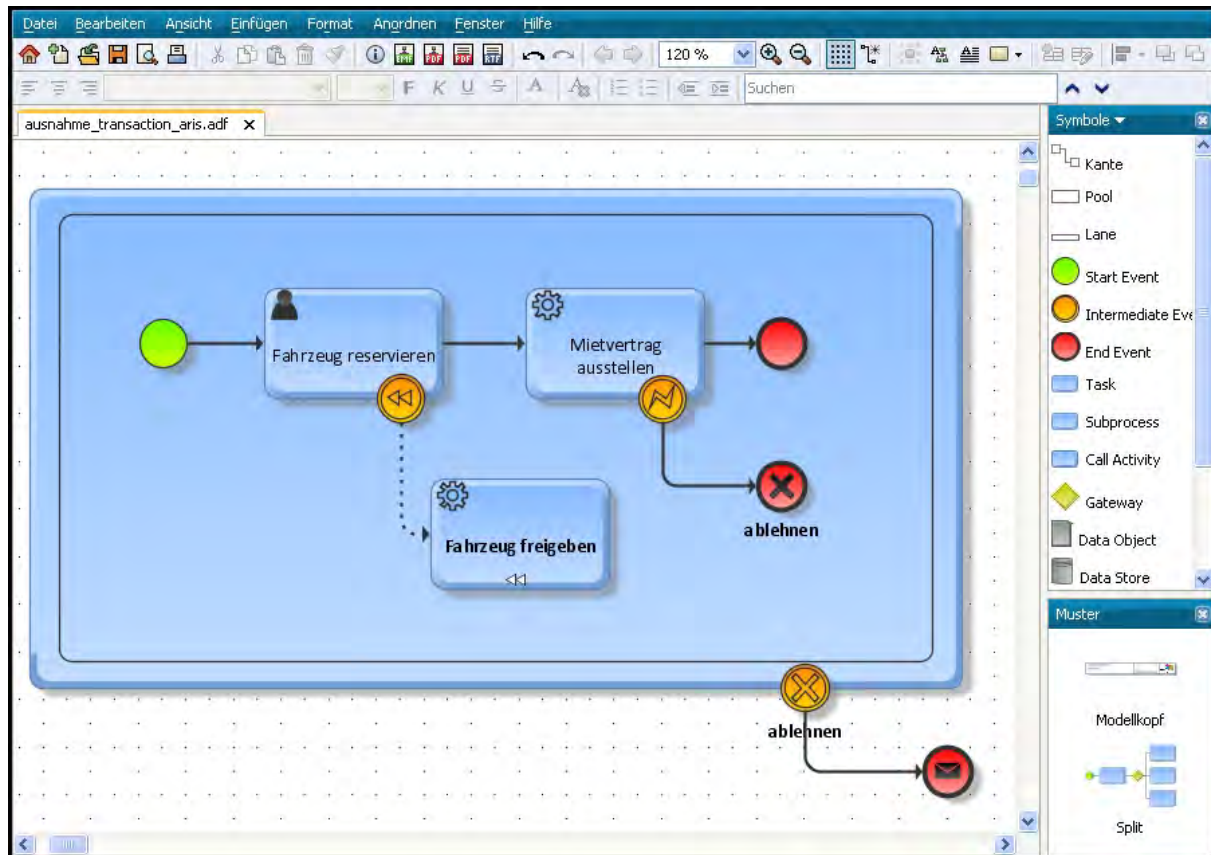 Datei Bearbeiten Ansicht Einfügen Format Anordnen Fenster Hilfe
120 %
F K U S A Suchen
ausnahme_transaction_aris.adf x
Symbole
Kante
Pool
Lane
Start Event
Intermediate Eve
End Event
Task
Subprocess
Call Activity
Gateway
Data Object
Data Store
Fahrzeug reservieren
Mietvertrag
ausstellen
ablehnen
Fahrzeug freigeben
ablehnen
Muster
Modellkopf
Split